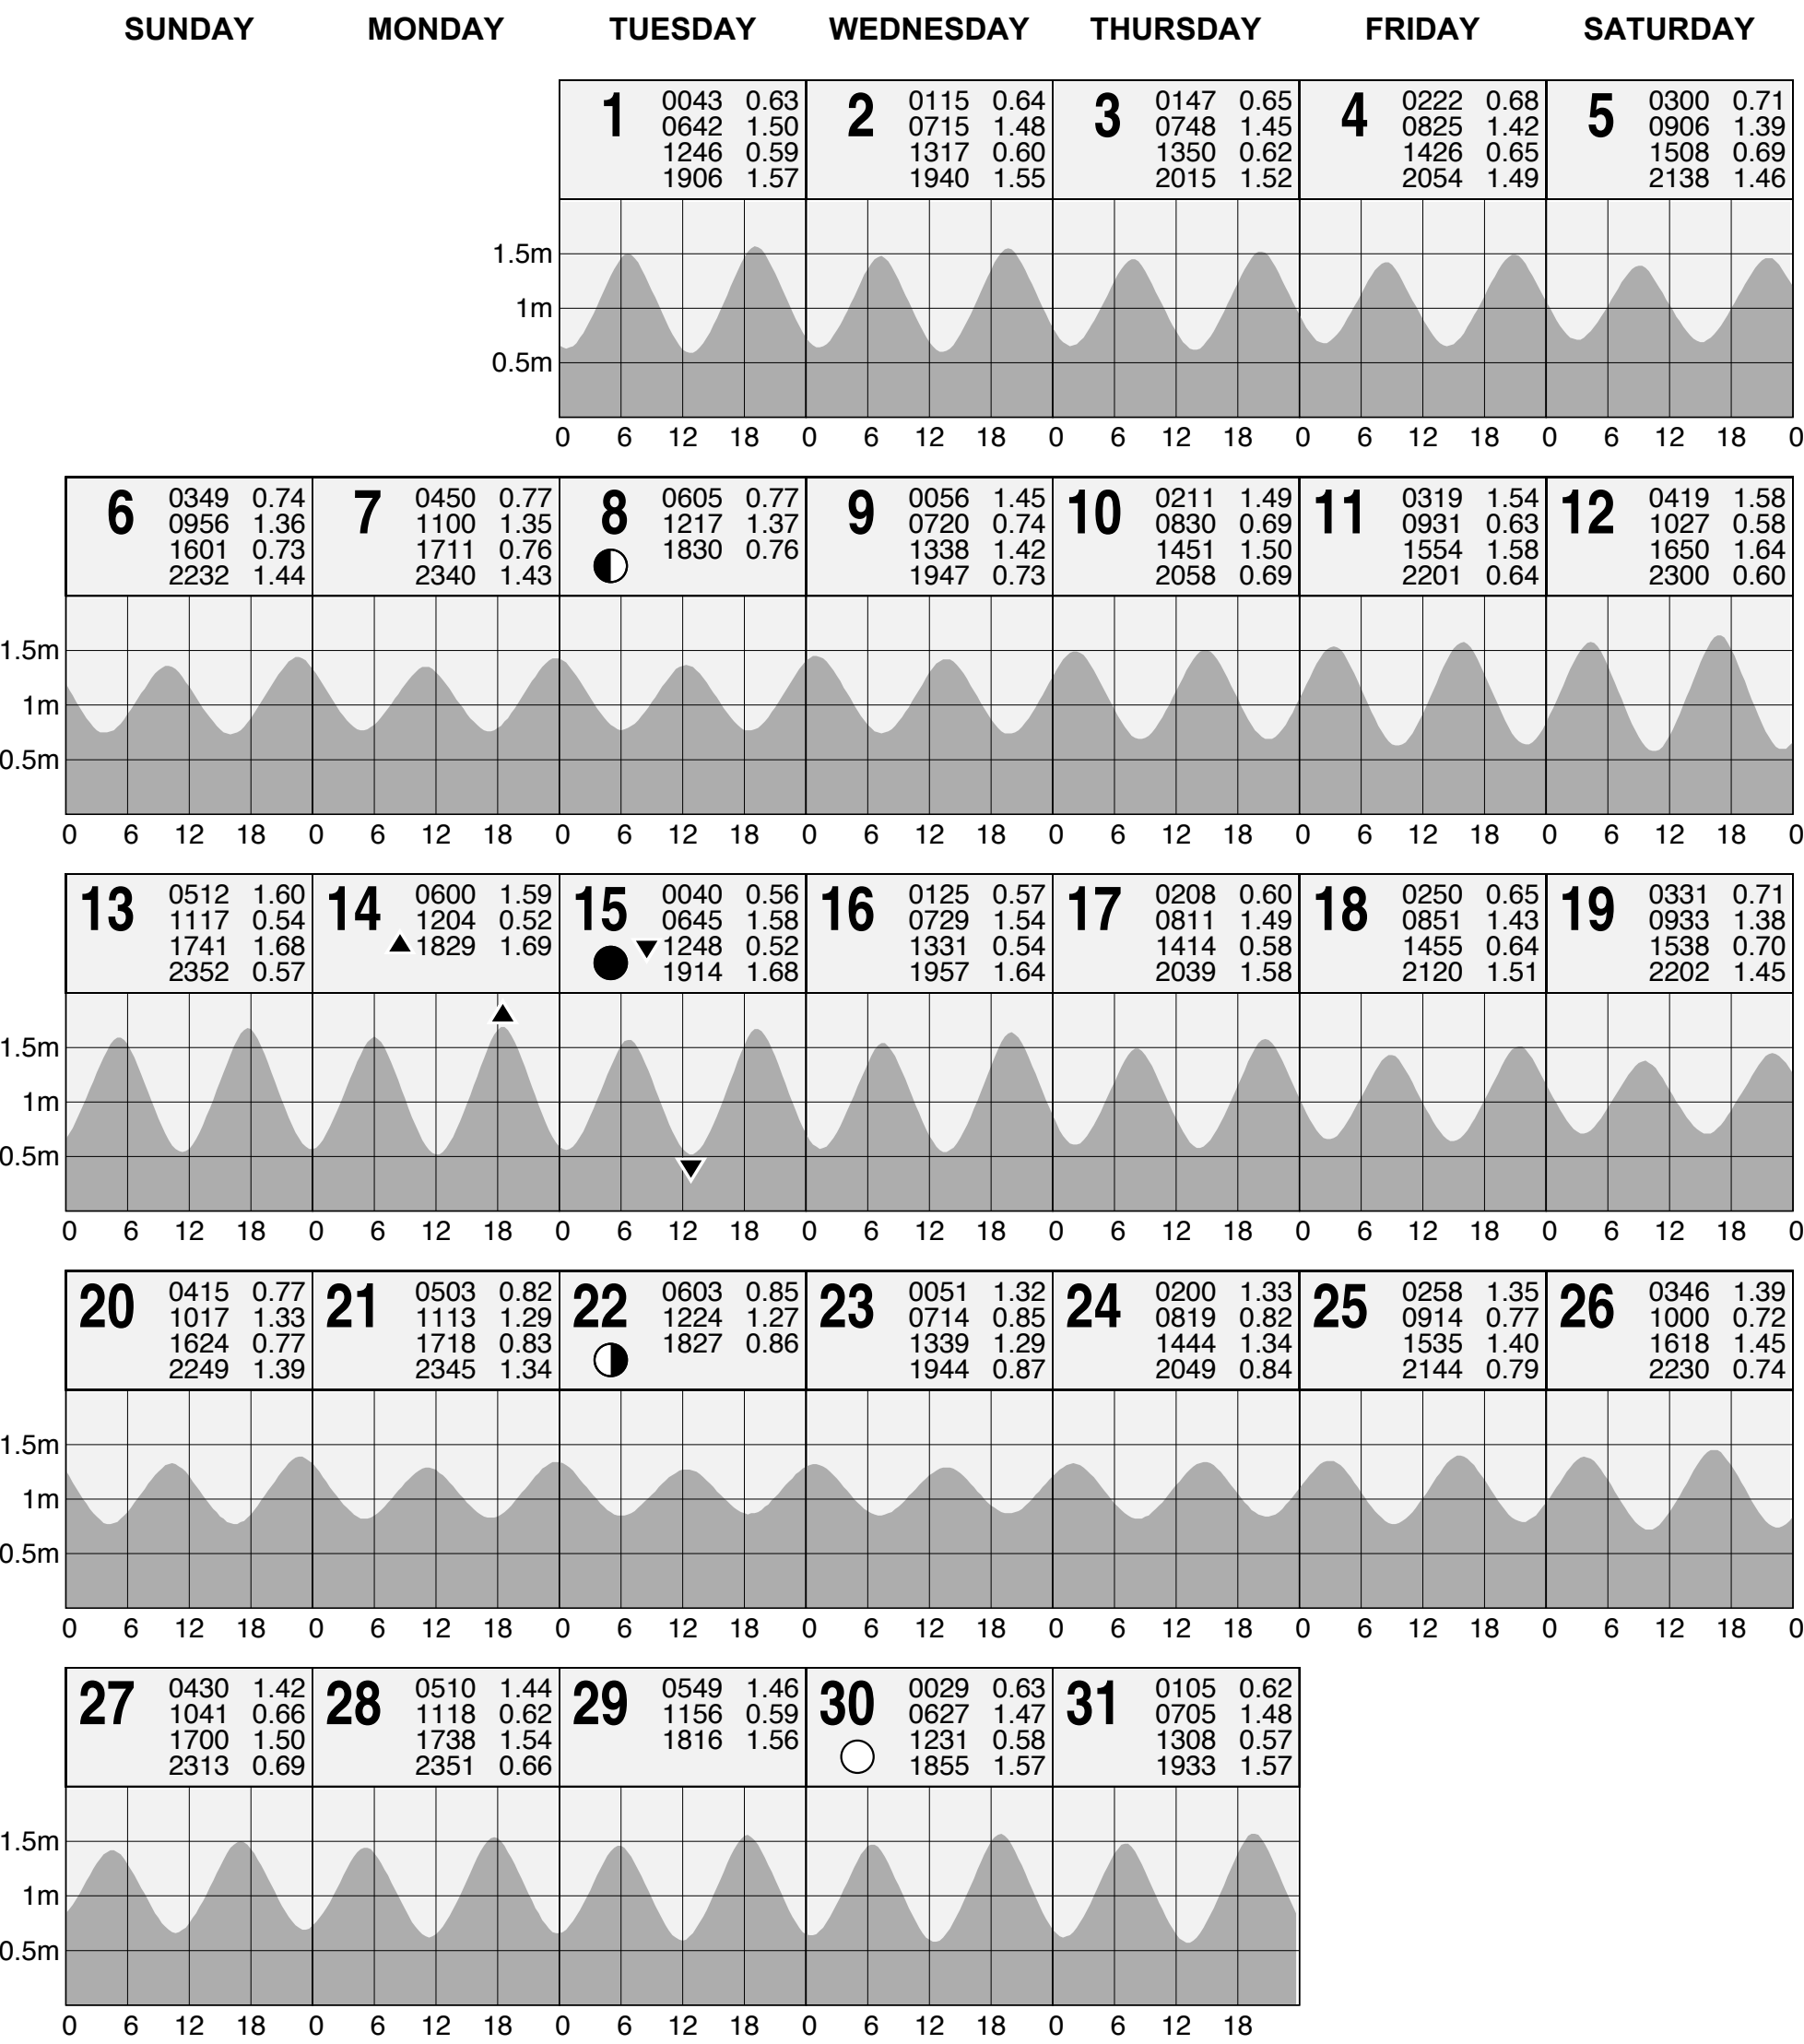 SUNDAY MONDAY TUESDAY WEDNESDAY THURSDAY FRIDAY SATURDAY
1 0043 0.63
0642 1.50
1246 0.59
1906 1.57
2 0115 0.64
0715 1.48
1317 0.60
1940 1.55
3 0147 0.65
0748 1.45
1350 0.62
2015 1.52
4 0222 0.68
0825 1.42
1426 0.65
2054 1.49
5 0300 0.71
0906 1.39
1508 0.69
2138 1.46
1.5m
1m
0.5m
0 6 12 18 0 6 12 18 0 6 12 18 0 6 12 18 0 6 12 18 0
6 0349 0.74
0956 1.36
1601 0.73
2232 1.44
7 0450 0.77
1100 1.35
1711 0.76
2340 1.43
8 0605 0.77
1217 1.37
1830 0.76
9 0056 1.45
0720 0.74
1338 1.42
1947 0.73
10 0211 1.49
0830 0.69
1451 1.50
2058 0.69
11 0319 1.54
0931 0.63
1554 1.58
2201 0.64
12 0419 1.58
1027 0.58
1650 1.64
2300 0.60
1.5m
1m
0.5m
0 6 12 18 0 6 12 18 0 6 12 18 0 6 12 18 0 6 12 18 0 6 12 18 0 6 12 18 0
13 0512 1.60
1117 0.54
1741 1.68
2352 0.57
14 0600 1.59
1204 0.52
1829 1.69
15 0040 0.56
0645 1.58
1248 0.52
1914 1.68
16 0125 0.57
0729 1.54
1331 0.54
1957 1.64
17 0208 0.60
0811 1.49
1414 0.58
2039 1.58
18 0250 0.65
0851 1.43
1455 0.64
2120 1.51
19 0331 0.71
0933 1.38
1538 0.70
2202 1.45
1.5m
1m
0.5m
0 6 12 18 0 6 12 18 0 6 12 18 0 6 12 18 0 6 12 18 0 6 12 18 0 6 12 18 0
20 0415 0.77
1017 1.33
1624 0.77
2249 1.39
21 0503 0.82
1113 1.29
1718 0.83
2345 1.34
22 0603 0.85
1224 1.27
1827 0.86
23 0051 1.32
0714 0.85
1339 1.29
1944 0.87
24 0200 1.33
0819 0.82
1444 1.34
2049 0.84
25 0258 1.35
0914 0.77
1535 1.40
2144 0.79
26 0346 1.39
1000 0.72
1618 1.45
2230 0.74
1.5m
1m
0.5m
0 6 12 18 0 6 12 18 0 6 12 18 0 6 12 18 0 6 12 18 0 6 12 18 0 6 12 18 0
27 0430 1.42
1041 0.66
1700 1.50
2313 0.69
28 0510 1.44
1118 0.62
1738 1.54
2351 0.66
29 0549 1.46
1156 0.59
1816 1.56
30 0029 0.63
0627 1.47
1231 0.58
1855 1.57
31 0105 0.62
0705 1.48
1308 0.57
1933 1.57
1.5m
1m
0.5m
0 6 12 18 0 6 12 18 0 6 12 18 0 6 12 18 0 6 12 18